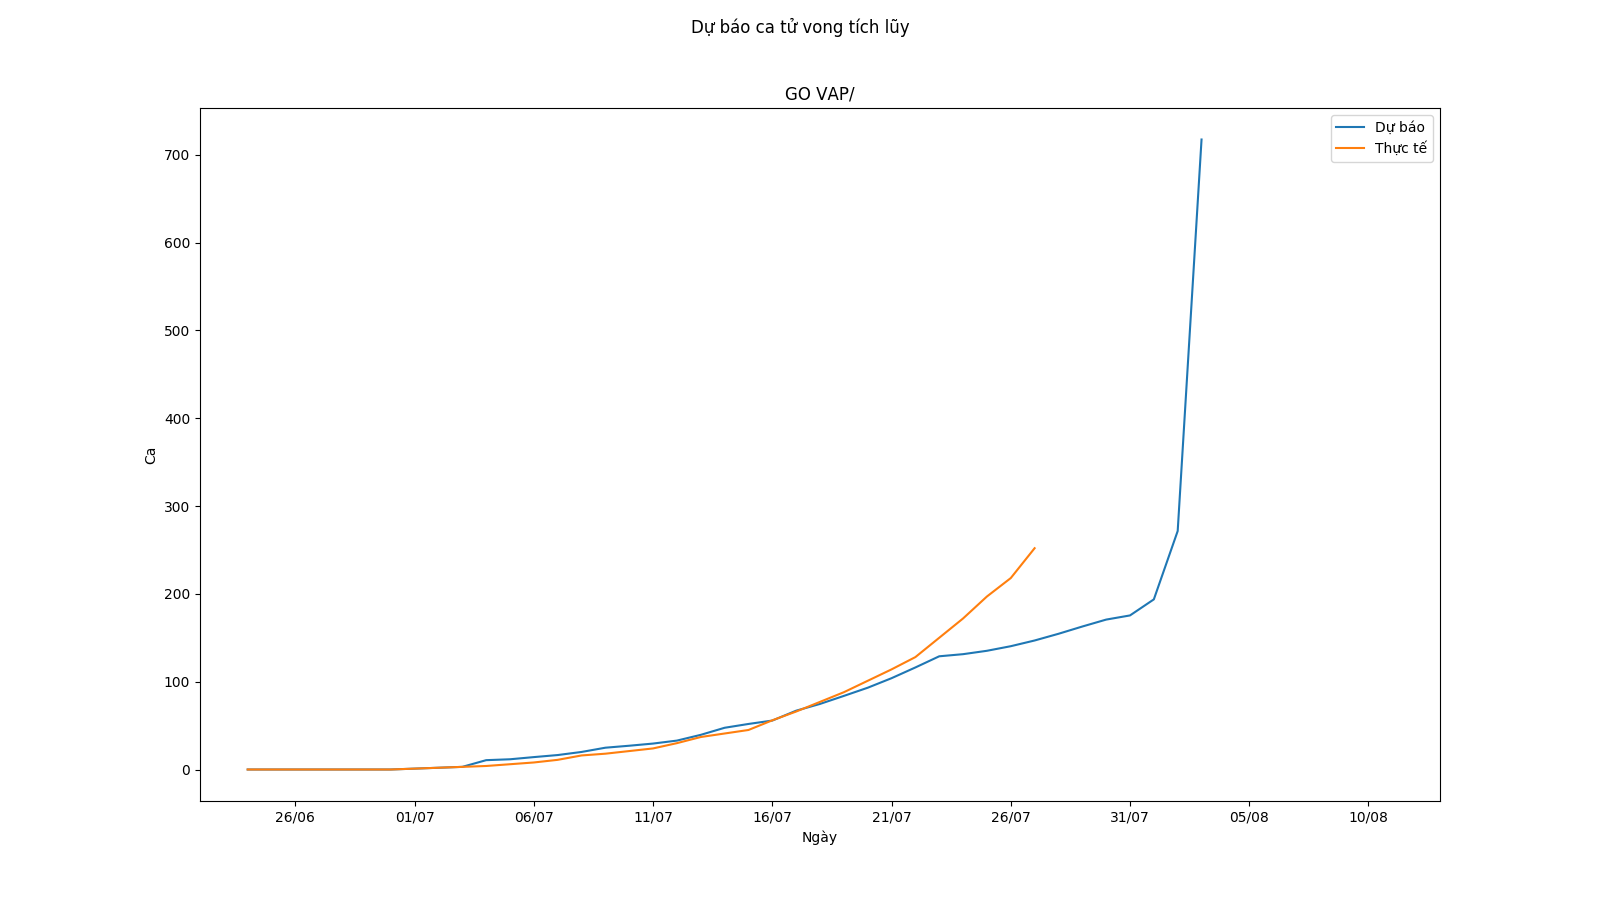 Dự báo ca tử vong tích lũy
GO VAP/
Dự báo
Thực tế
700
600
500
400
300
200
100
0
Ca
26/06 01/07 06/07 11/07 16/07 21/07 26/07 31/07 05/08 10/08
Ngày